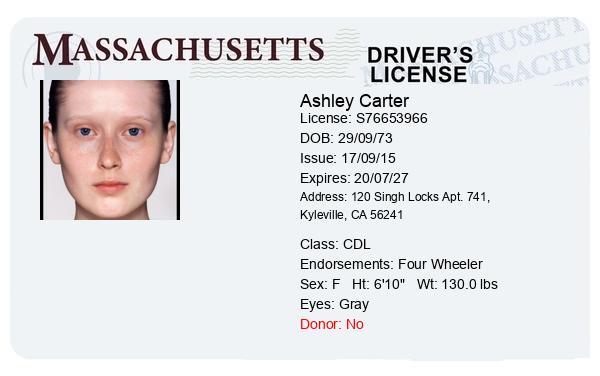 MASSACHUSETTS
DRIVER'S
LICENSE
Ashley Carter
License: S76653966
DOB: 29/09/73
Issue: 17/09/15
Expires: 20/07/27
Address: 120 Singh Locks Apt. 741,
Kyleville, CA 56241
Class: CDL
Endorsements: Four Wheeler
Sex: F Ht: 6'10" Wt: 130.0 lbs
Eyes: Gray
Donor: No